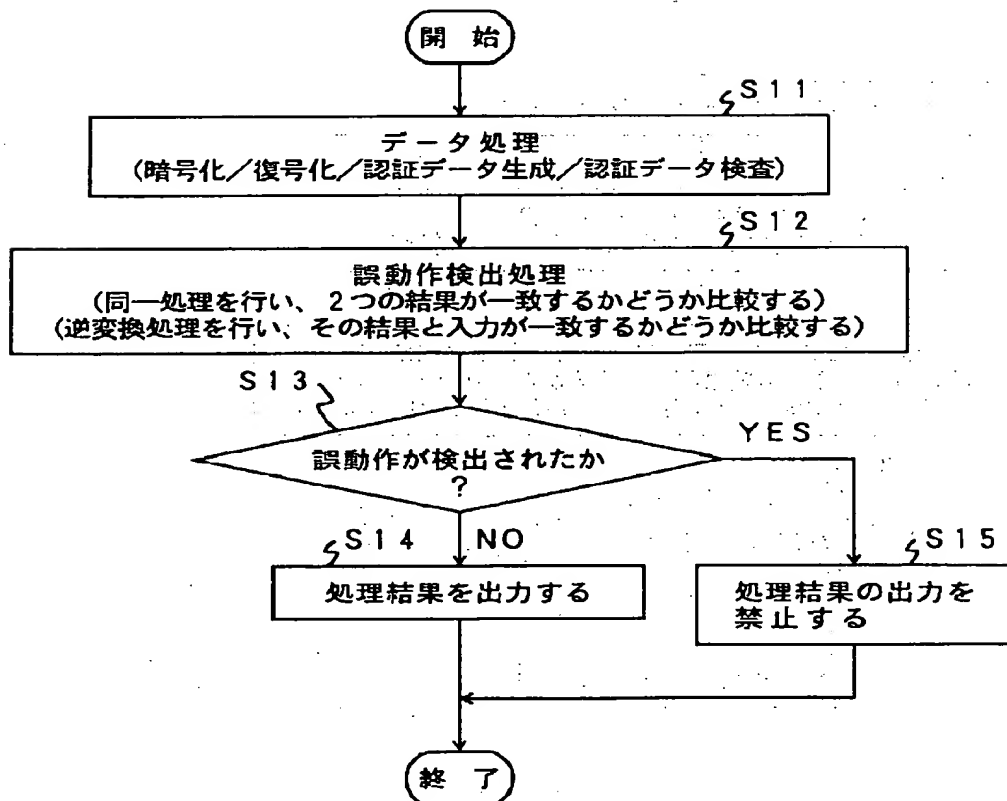 開始
S11
データ処理
(暗号化／復号化／認証データ生成／認証データ検査)
S12
誤動作検出処理
(同一処理を行い、2つの結果が一致するかどうか比較する)
(逆変換処理を行い、その結果と入力が一致するかどうか比較する)
S13
YES
誤動作が検出されたか
?
S14
NO
S15
処理結果を出力する
処理結果の出力を
禁止する
終了